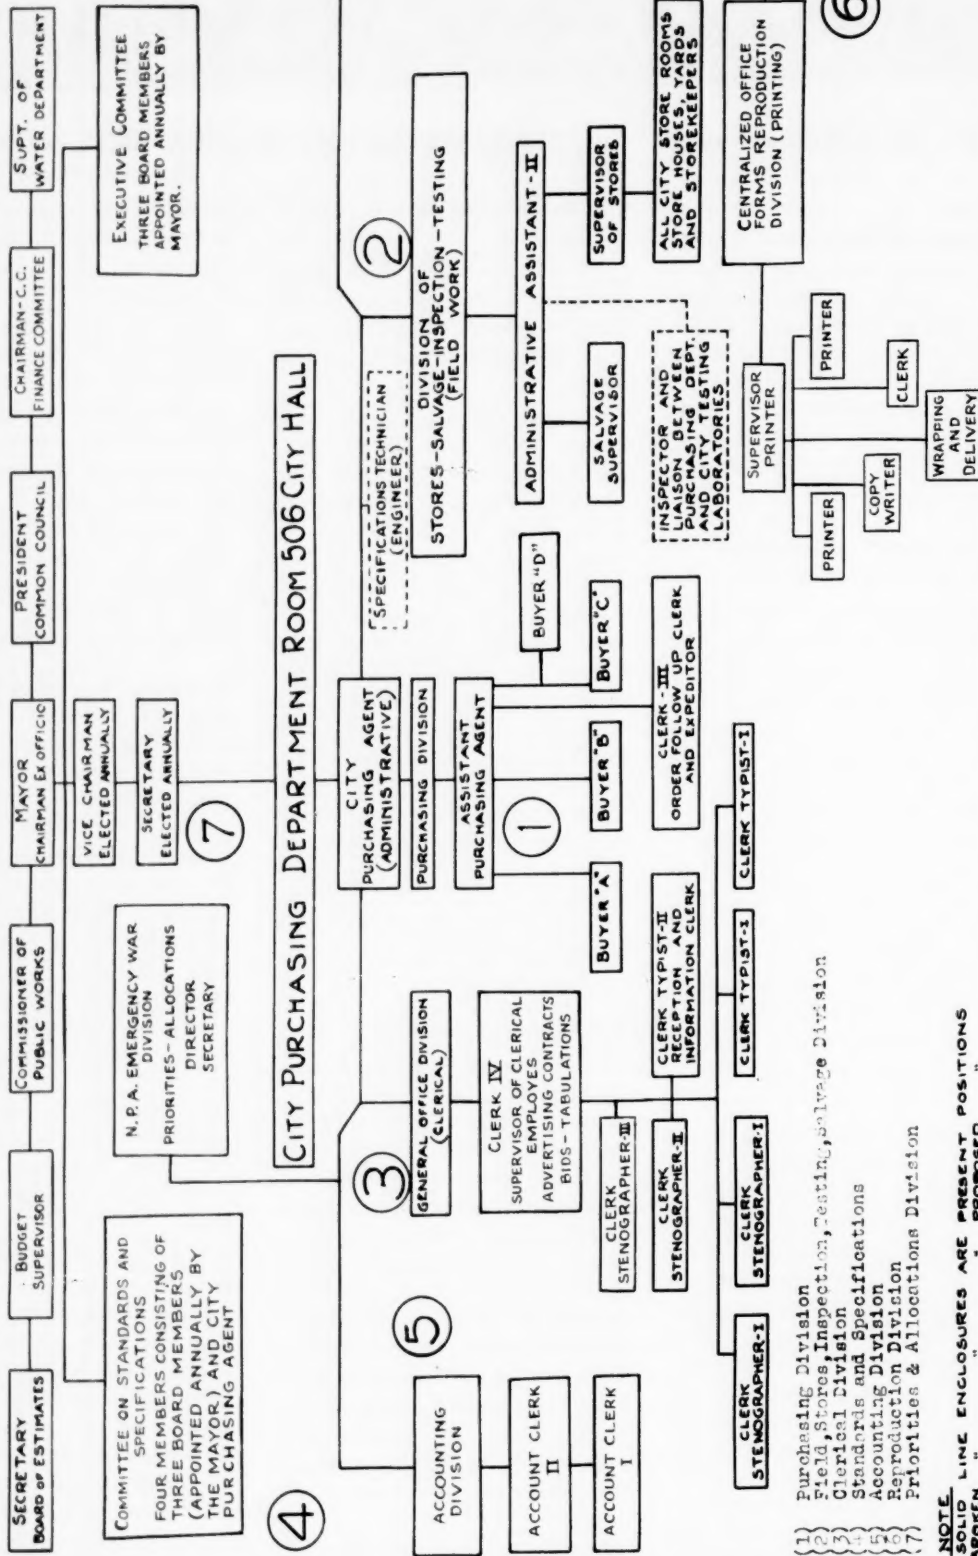 SECRETARY
BOARD OF ESTIMATES
BUDGET
SUPERVISOR
COMMISSIONER OF
PUBLIC WORKS
MAYOR
CHAIRMAN EX OFFICIO
PRESIDENT
COMMON COUNCIL
CHAIRMAN-C.C.
FINANCE COMMITTEE
SUPT. OF
WATER DEPARTMENT
COMMITTEE ON STANDARDS AND
SPECIFICATIONS
FOUR MEMBERS CONSISTING OF
THREE BOARD MEMBERS
(APPOINTED ANNUALLY BY
THE MAYOR) AND CITY
PURCHASING AGENT
4
N.P.A. EMERGENCY WAR
DIVISION
PRIORITIES-ALLOCATIONS
DIRECTOR
SECRETARY
VICE CHAIRMAN
ELECTED ANNUALLY
SECRETARY
ELECTED ANNUALLY
7
EXECUTIVE COMMITTEE
THREE BOARD MEMBERS
APPOINTED ANNUALLY BY
MAYOR.
CITY PURCHASING DEPARTMENT ROOM 506 CITY HALL
5
ACCOUNTING
DIVISION
ACCOUNT CLERK
II
ACCOUNT CLERK
I
3
GENERAL OFFICE DIVISION
(CLERICAL)
CLERK IV
SUPERVISOR OF CLERICAL
EMPLOYES
ADVERTISING CONTRACTS
BIDS-TABULATIONS
CLERK
STENOGRAPHER-III
CLERK
STENOGRAPHER-II
CLERK TYPIST-II
RECEPTION AND
INFORMATION CLERK
CLERK
STENOGRAPHER-I
CLERK
STENOGRAPHER-I
CLERK TYPIST-I
CLERK TYPIST-I
CITY
PURCHASING AGENT
(ADMINISTRATIVE)
PURCHASING DIVISION
ASSISTANT
PURCHASING AGENT
1
BUYER "A"
BUYER "B"
BUYER "C"
BUYER "D"
CLERK-III
ORDER FOLLOW UP CLERK
AND EXPEDITOR
SPECIFICATIONS TECHNICIAN
(ENGINEER)
2
DIVISION OF
STORES-SALVAGE-INSPECTION-TESTING
(FIELD WORK)
ADMINISTRATIVE ASSISTANT-II
SALVAGE
SUPERVISOR
SUPERVISOR
OF STORES
INSPECTOR AND
LIAISON BETWEEN
PURCHASING DEPT.
AND CITY TESTING
LABORATORIES
ALL CITY STORE ROOMS
STORE HOUSES, YARDS
AND STOREKEEPERS
CENTRALIZED OFFICE
FORMS REPRODUCTION
DIVISION (PRINTING)
6
SUPERVISOR
PRINTER
PRINTER
COPY
WRITER
WRAPPING
AND
DELIVERY
CLERK
PRINTER
(1) Purchasing Division
(2) Field, Stores, Inspection, Testing, Salvage Division
(3) Clerical Division
(4) Standards and Specifications
(5) Accounting Division
(6) Reproduction Division
(7) Priorities & Allocations Division
NOTE
SOLID LINE ENCLOSURES ARE PRESENT POSITIONS
BROKEN " " " PROPOSED "